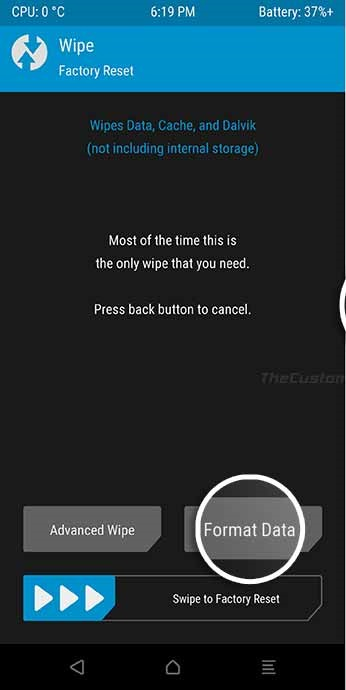 CPU: 0 °C 6:19 PM Battery: 37%+
Wipe
Factory Reset
Wipes Data, Cache, and Dalvik
(not including internal storage)
Most of the time this is
the only wipe that you need.
Press back button to cancel.
TheCustom
Advanced Wipe Format Data
Swipe to Factory Reset